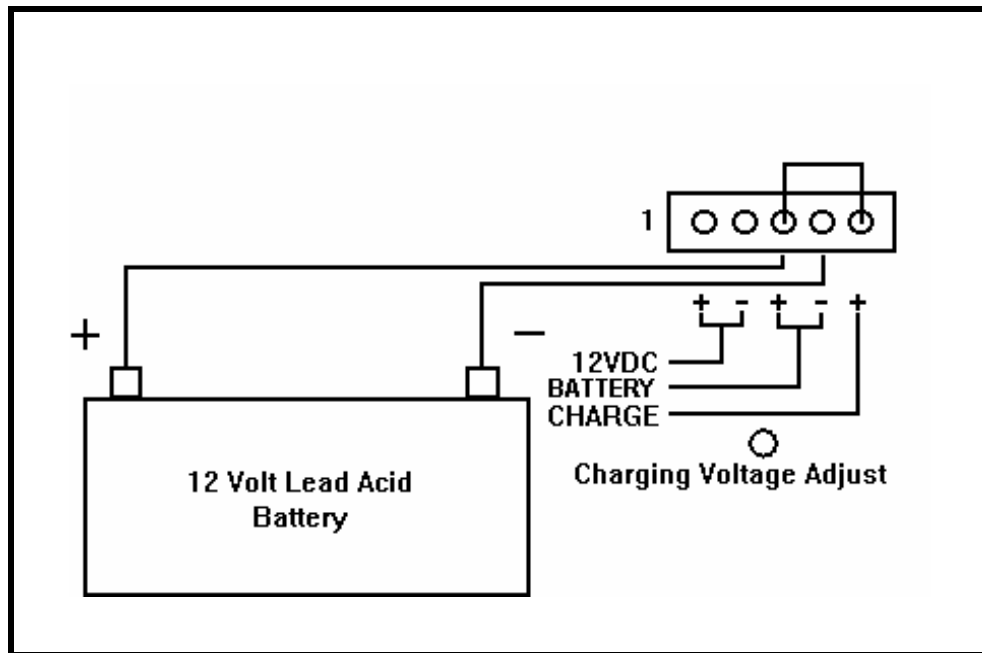 1
+ - + - +
+ −
12VDC
BATTERY
CHARGE
12 Volt Lead Acid
Battery
Charging Voltage Adjust